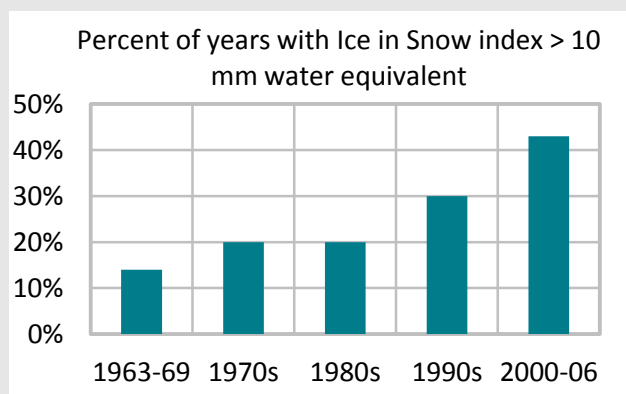 Percent of years with Ice in Snow index > 10
mm water equivalent
50%
40%
30%
20%
10%
0%
1963-69 1970s 1980s 1990s 2000-06